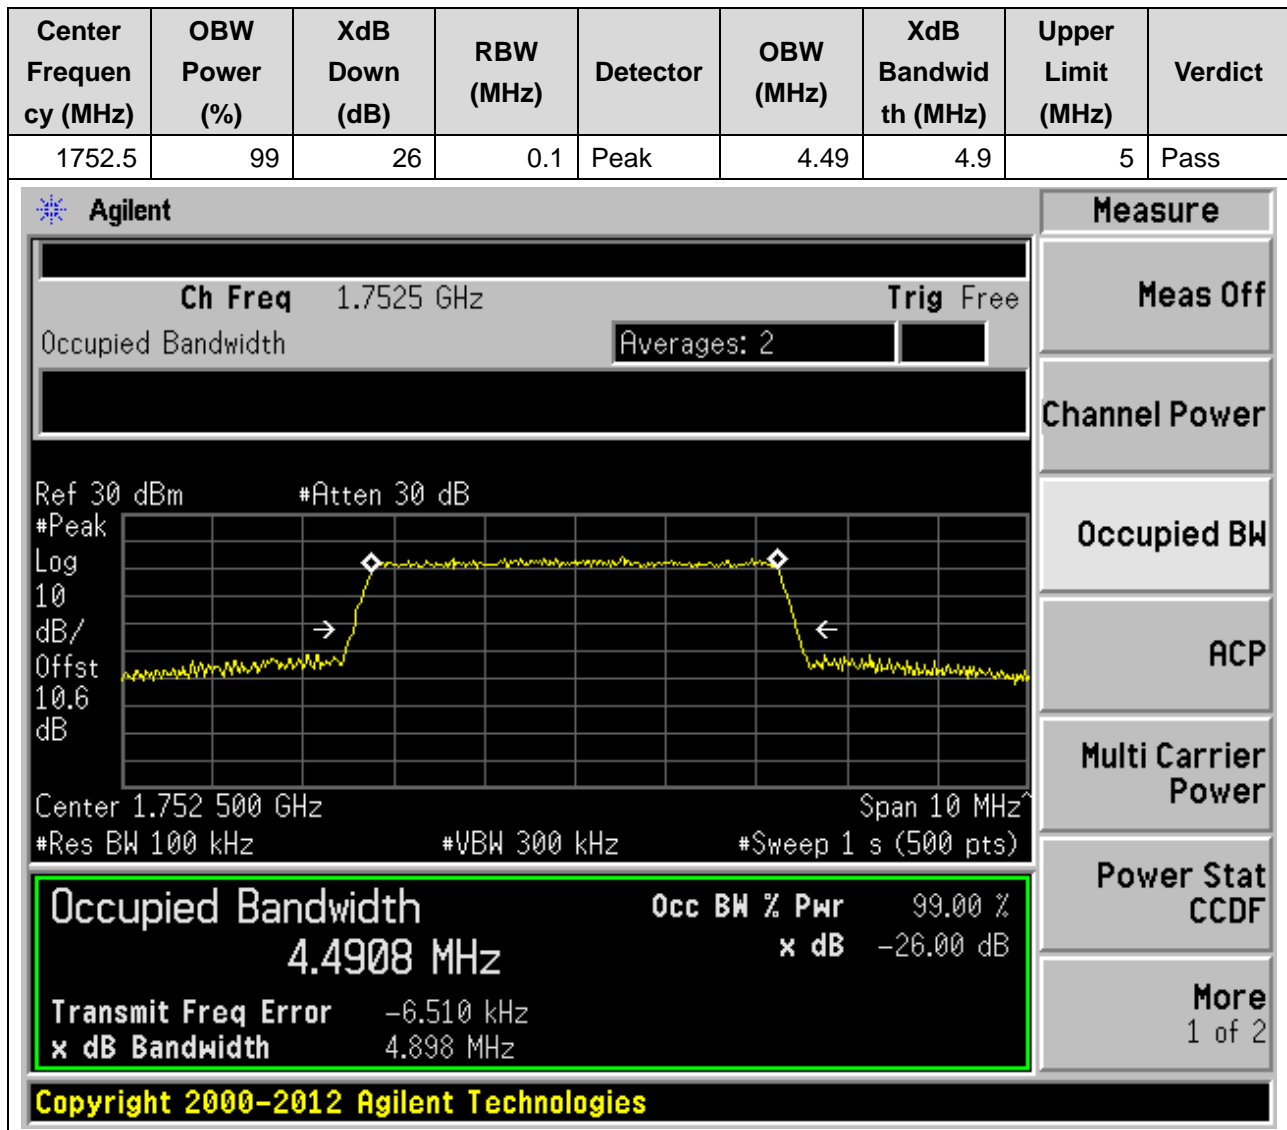 Center Frequen cy (MHz) OBW Power (%) XdB Down (dB) RBW (MHz) Detector OBW (MHz) XdB Bandwid th (MHz) Upper Limit (MHz) Verdict
1752.5 99 26 0.1 Peak 4.49 4.9 5 Pass
Agilent
Measure
Ch Freq 1.7525 GHz Trig Free
Meas Off
Occupied Bandwidth Averages: 2
Channel Power
Ref 30 dBm #Atten 30 dB
#Peak
Log
10
dB/
Offst
10.6
dB
Occupied BW
ACP
Multi Carrier
Power
Center 1.752 500 GHz Span 10 MHz^
#Res BW 100 kHz #VBW 300 kHz #Sweep 1 s (500 pts)
Power Stat
CCDF
Occupied Bandwidth Occ BW % Pwr 99.00 %
4.4908 MHz x dB -26.00 dB
Transmit Freq Error -6.510 kHz
x dB Bandwidth 4.898 MHz
More
1 of 2
Copyright 2000-2012 Agilent Technologies